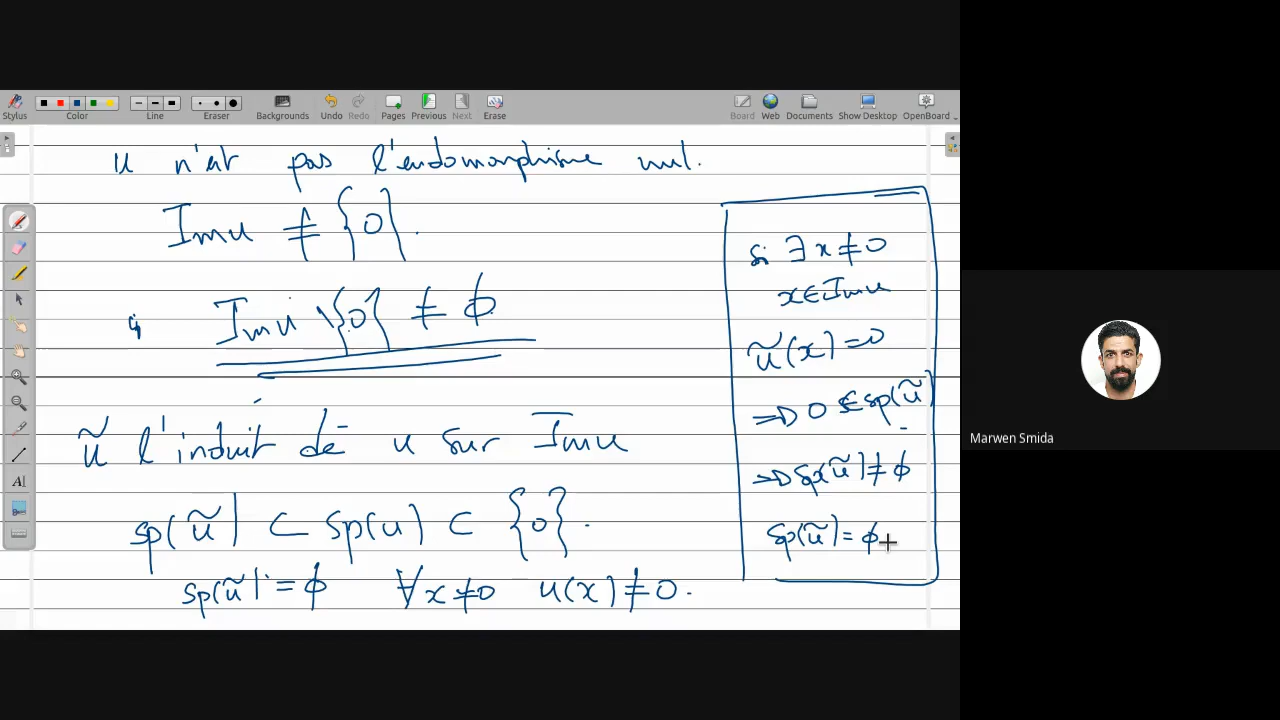 Stylus
Color
Line
Eraser
Backgrounds
Undo
Redo
Pages
Previous
Next
Erase
Board
Web
Documents
Show Desktop
OpenBoard
u n'est pas l'endomorphisme nul.
Im u ≠ {0}.
Im u \ {0} ≠ ϕ
ũ l'induit de u sur Im u
sp(ũ) ⊂ sp(u) ⊂ {0}.
sp(ũ) = ϕ ∀x≠0 u(x) ≠ 0.
si ∃ x ≠ 0
x ∈ Im u
ũ(x) = 0
⇒ 0 ∈ sp(ũ)
⇒ sp(ũ) ≠ ϕ
sp(ũ) = ϕ
Marwen Smida